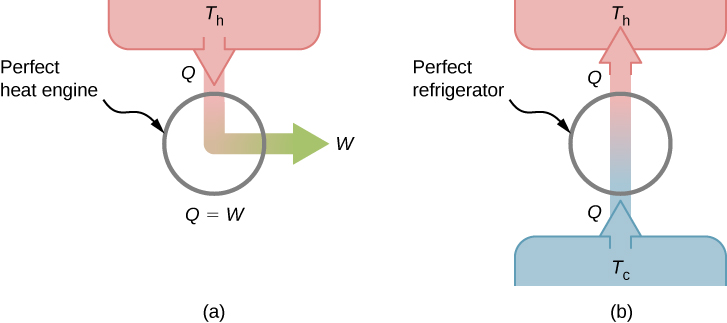 T_h
Q
Perfect
heat engine
W
Q = W
(a)
T_h
Q
Perfect
refrigerator
Q
T_c
(b)